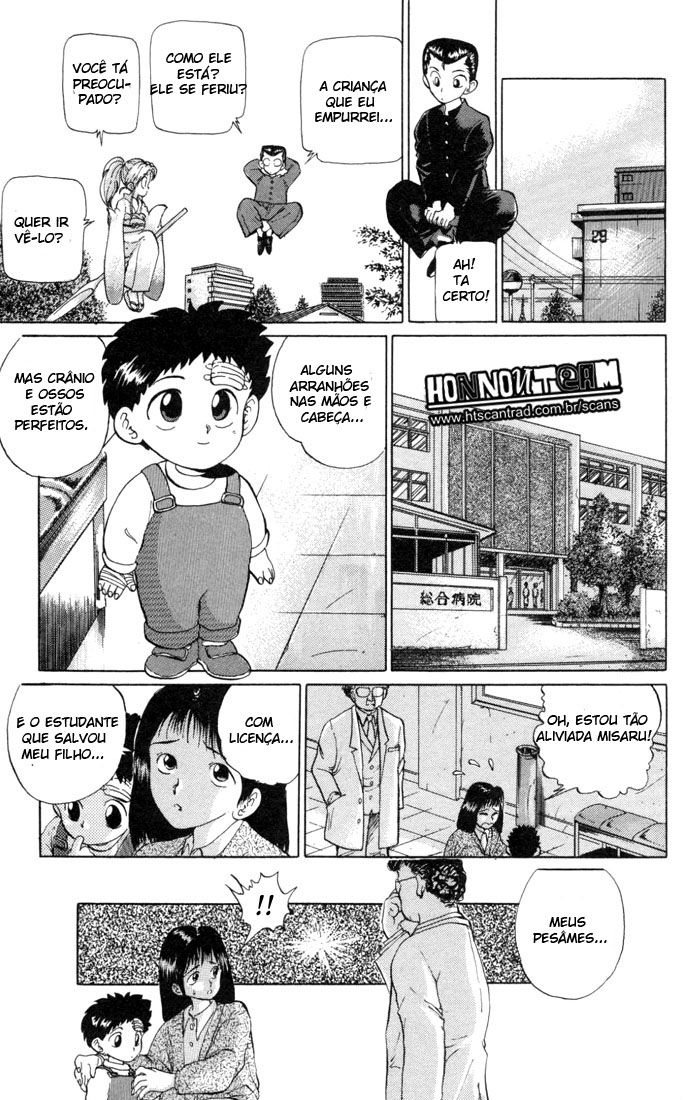 AH!
TA
CERTO!
A CRIANÇA
QUE EU
EMPURREI...
COMO ELE
ESTÁ?
ELE SE FERIU?
VOCÊ TÁ
PREOCU-
PADO?
QUER IR
VÊ-LO?
29
HONNOUTEAM
www.htscantrad.com.br/scans
総合病院
ALGUNS
ARRANHÕES
NAS MÃOS E
CABEÇA...
MAS CRÂNIO
E OSSOS
ESTÃO
PERFEITOS.
OH, ESTOU TÃO
ALIVIADA MISARU!
COM
LICENÇA...
E O ESTUDANTE
QUE SALVOU
MEU FILHO...
MEUS
PESÂMES...
!!